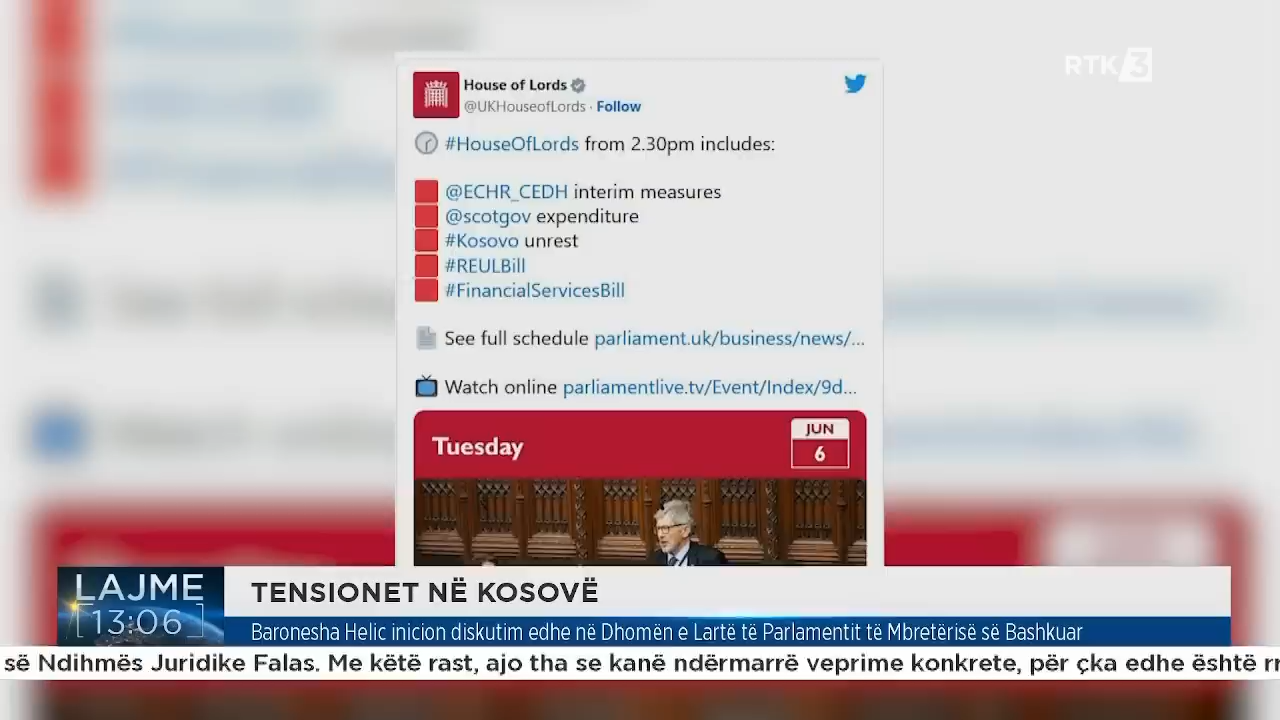 RTK 3
House of Lords
@UKHouseofLords · Follow
#HouseOfLords from 2.30pm includes:
@ECHR_CEDH interim measures
@scotgov expenditure
#Kosovo unrest
#REULBill
#FinancialServicesBill
See full schedule parliament.uk/business/news/...
Watch online parliamentlive.tv/Event/Index/9d...
Tuesday
JUN
6
LAJME
13:06
TENSIONET NË KOSOVË
Baronesha Helic inicion diskutim edhe në Dhomën e Lartë të Parlamentit të Mbretërisë së Bashkuar
së Ndihmës Juridike Falas. Me këtë rast, ajo tha se kanë ndërmarrë veprime konkrete, për çka edhe është